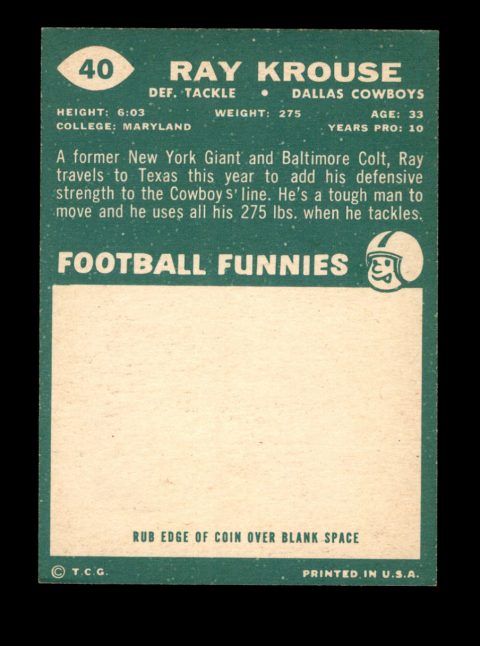 40
RAY KROUSE
DEF. TACKLE • DALLAS COWBOYS
HEIGHT: 6:03 WEIGHT: 275 AGE: 33
COLLEGE: MARYLAND YEARS PRO: 10
A former New York Giant and Baltimore Colt, Ray
travels to Texas this year to add his defensive
strength to the Cowboys' line. He's a tough man to
move and he uses all his 275 lbs. when he tackles.
FOOTBALL FUNNIES
RUB EDGE OF COIN OVER BLANK SPACE
© T.C.G. PRINTED IN U.S.A.